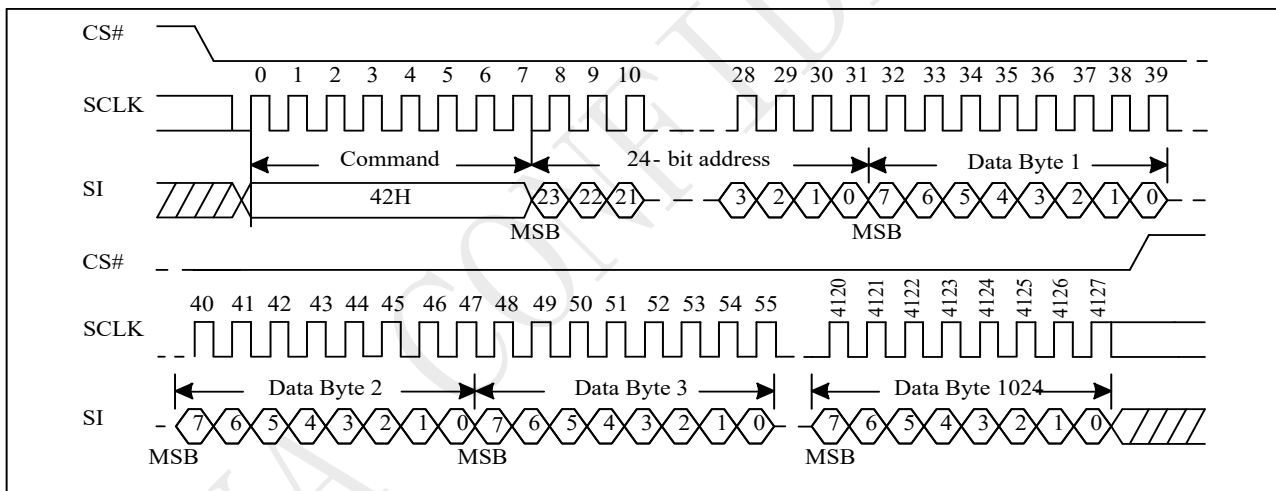 CS#
0 1 2 3 4 5 6 7 8 9 10 28 29 30 31 32 33 34 35 36 37 38 39
SCLK
Command 24- bit address Data Byte 1
SI 42H 23 22 21 3 2 1 0 7 6 5 4 3 2 1 0
MSB MSB
CS#
40 41 42 43 44 45 46 47 48 49 50 51 52 53 54 55 4120 4121 4122 4123 4124 4125 4126 4127
SCLK
Data Byte 2 Data Byte 3 Data Byte 1024
SI 7 6 5 4 3 2 1 0 7 6 5 4 3 2 1 0 7 6 5 4 3 2 1 0
MSB MSB MSB